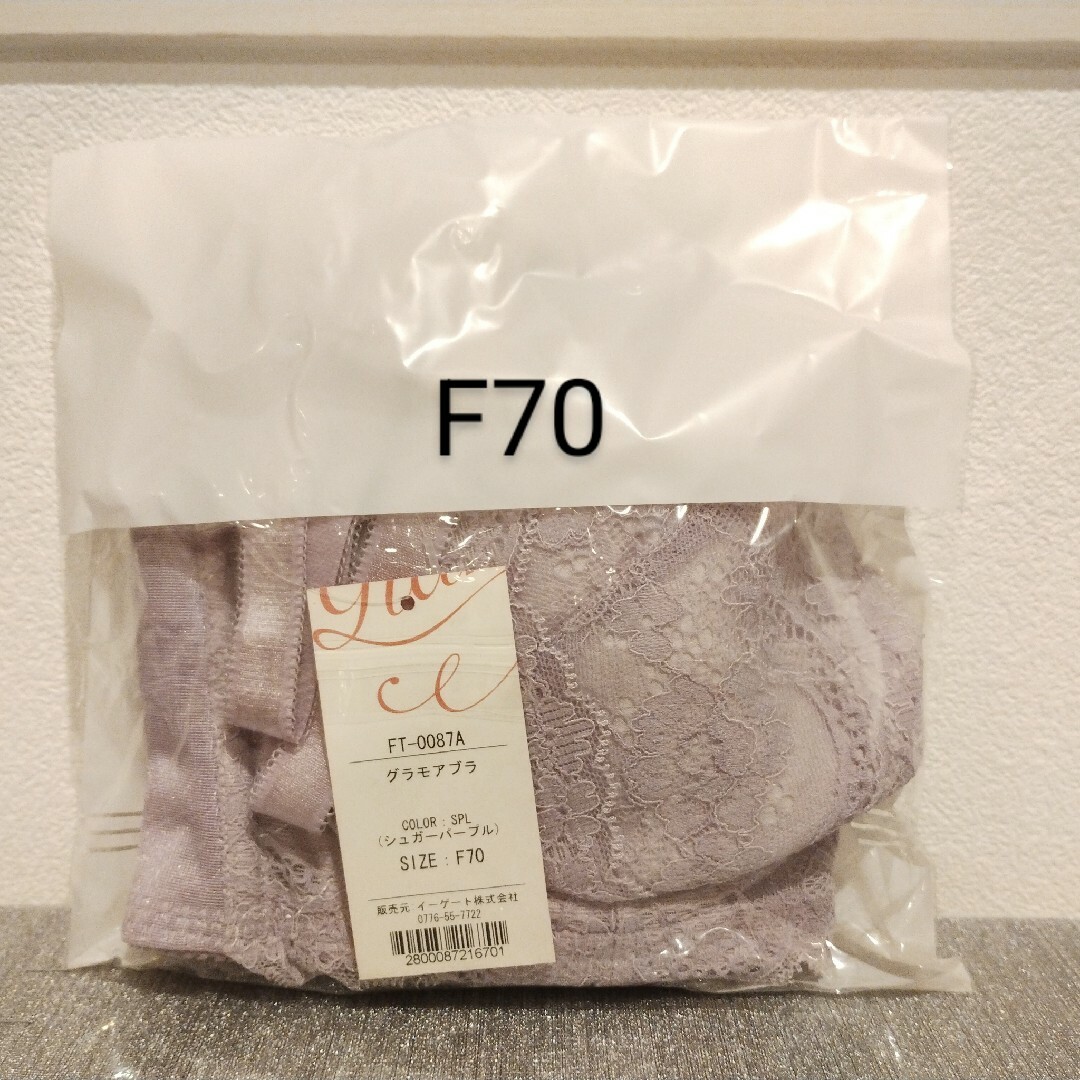 F70
FT-0087A
グラモアブラ
COLOR : SPL
(シュガーパープル)
SIZE : F70
販売元 イーゲート株式会社
0776-55-7722
2800087216701